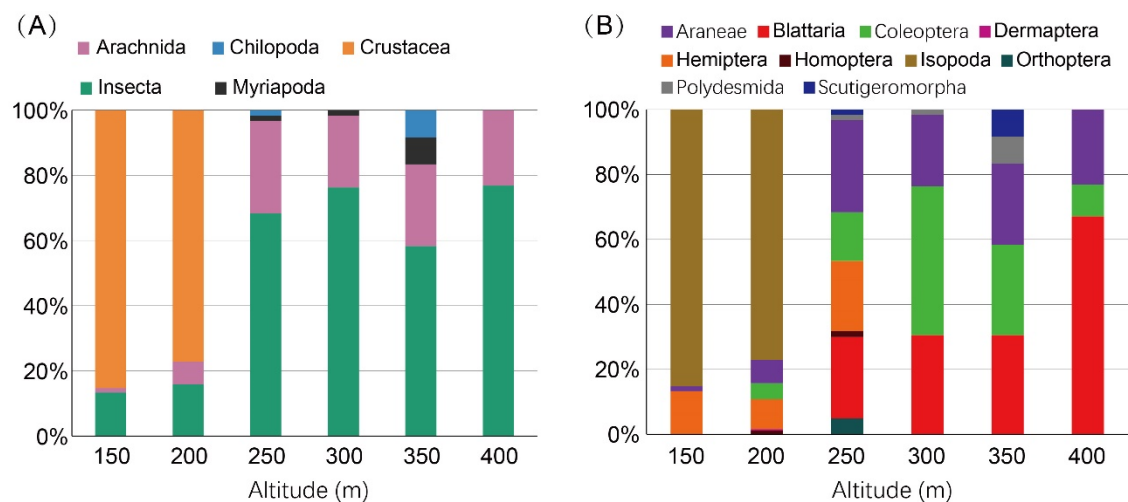 (A)
Arachnida Chilopoda Crustacea
Insecta Myriapoda
100%
80%
60%
40%
20%
0%
150 200 250 300 350 400
Altitude (m)
(B)
Araneae Blattaria Coleoptera Dermaptera
Hemiptera Homoptera Isopoda Orthoptera
Polydesmida Scutigeromorpha
100%
80%
60%
40%
20%
0%
150 200 250 300 350 400
Altitude (m)